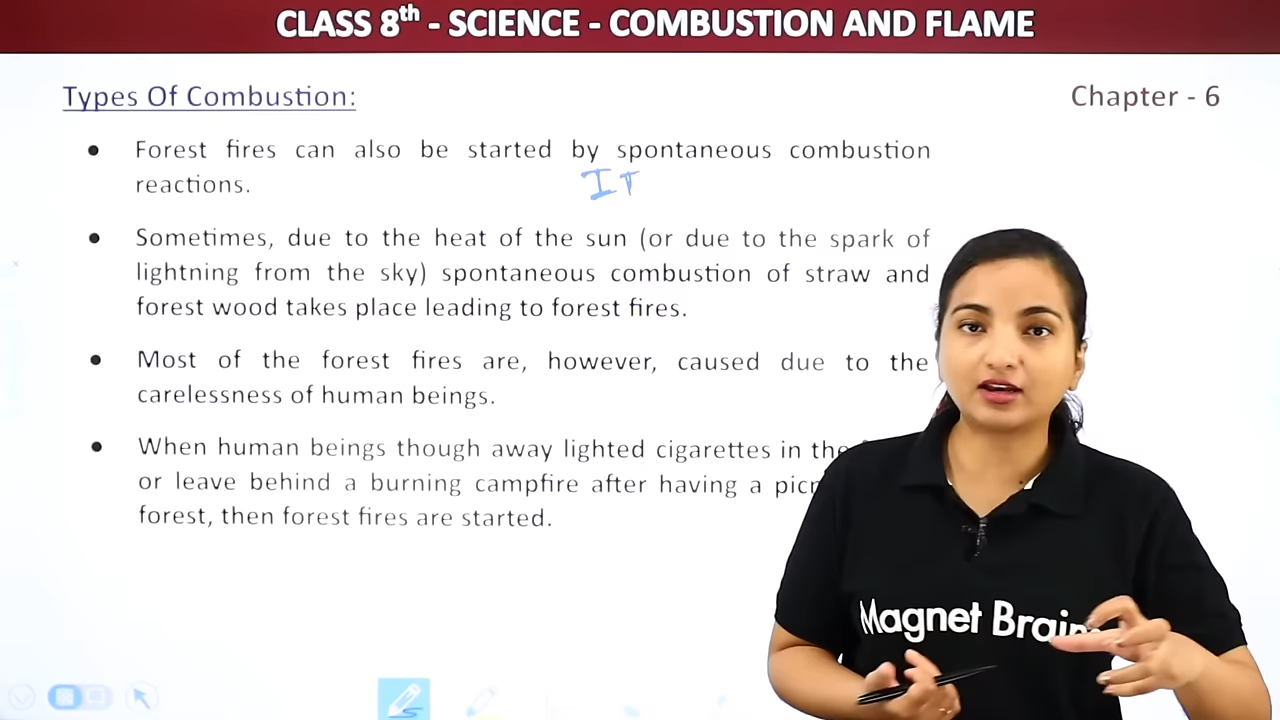 CLASS 8th - SCIENCE - COMBUSTION AND FLAME
Types Of Combustion:
Chapter - 6
• Forest fires can also be started by spontaneous combustion
reactions.
IT
• Sometimes, due to the heat of the sun (or due to the spark of
lightning from the sky) spontaneous combustion of straw and
forest wood takes place leading to forest fires.
• Most of the forest fires are, however, caused due to the
carelessness of human beings.
• When human beings though away lighted cigarettes in the
or leave behind a burning campfire after having a
forest, then forest fires are started.
Magnet Brains